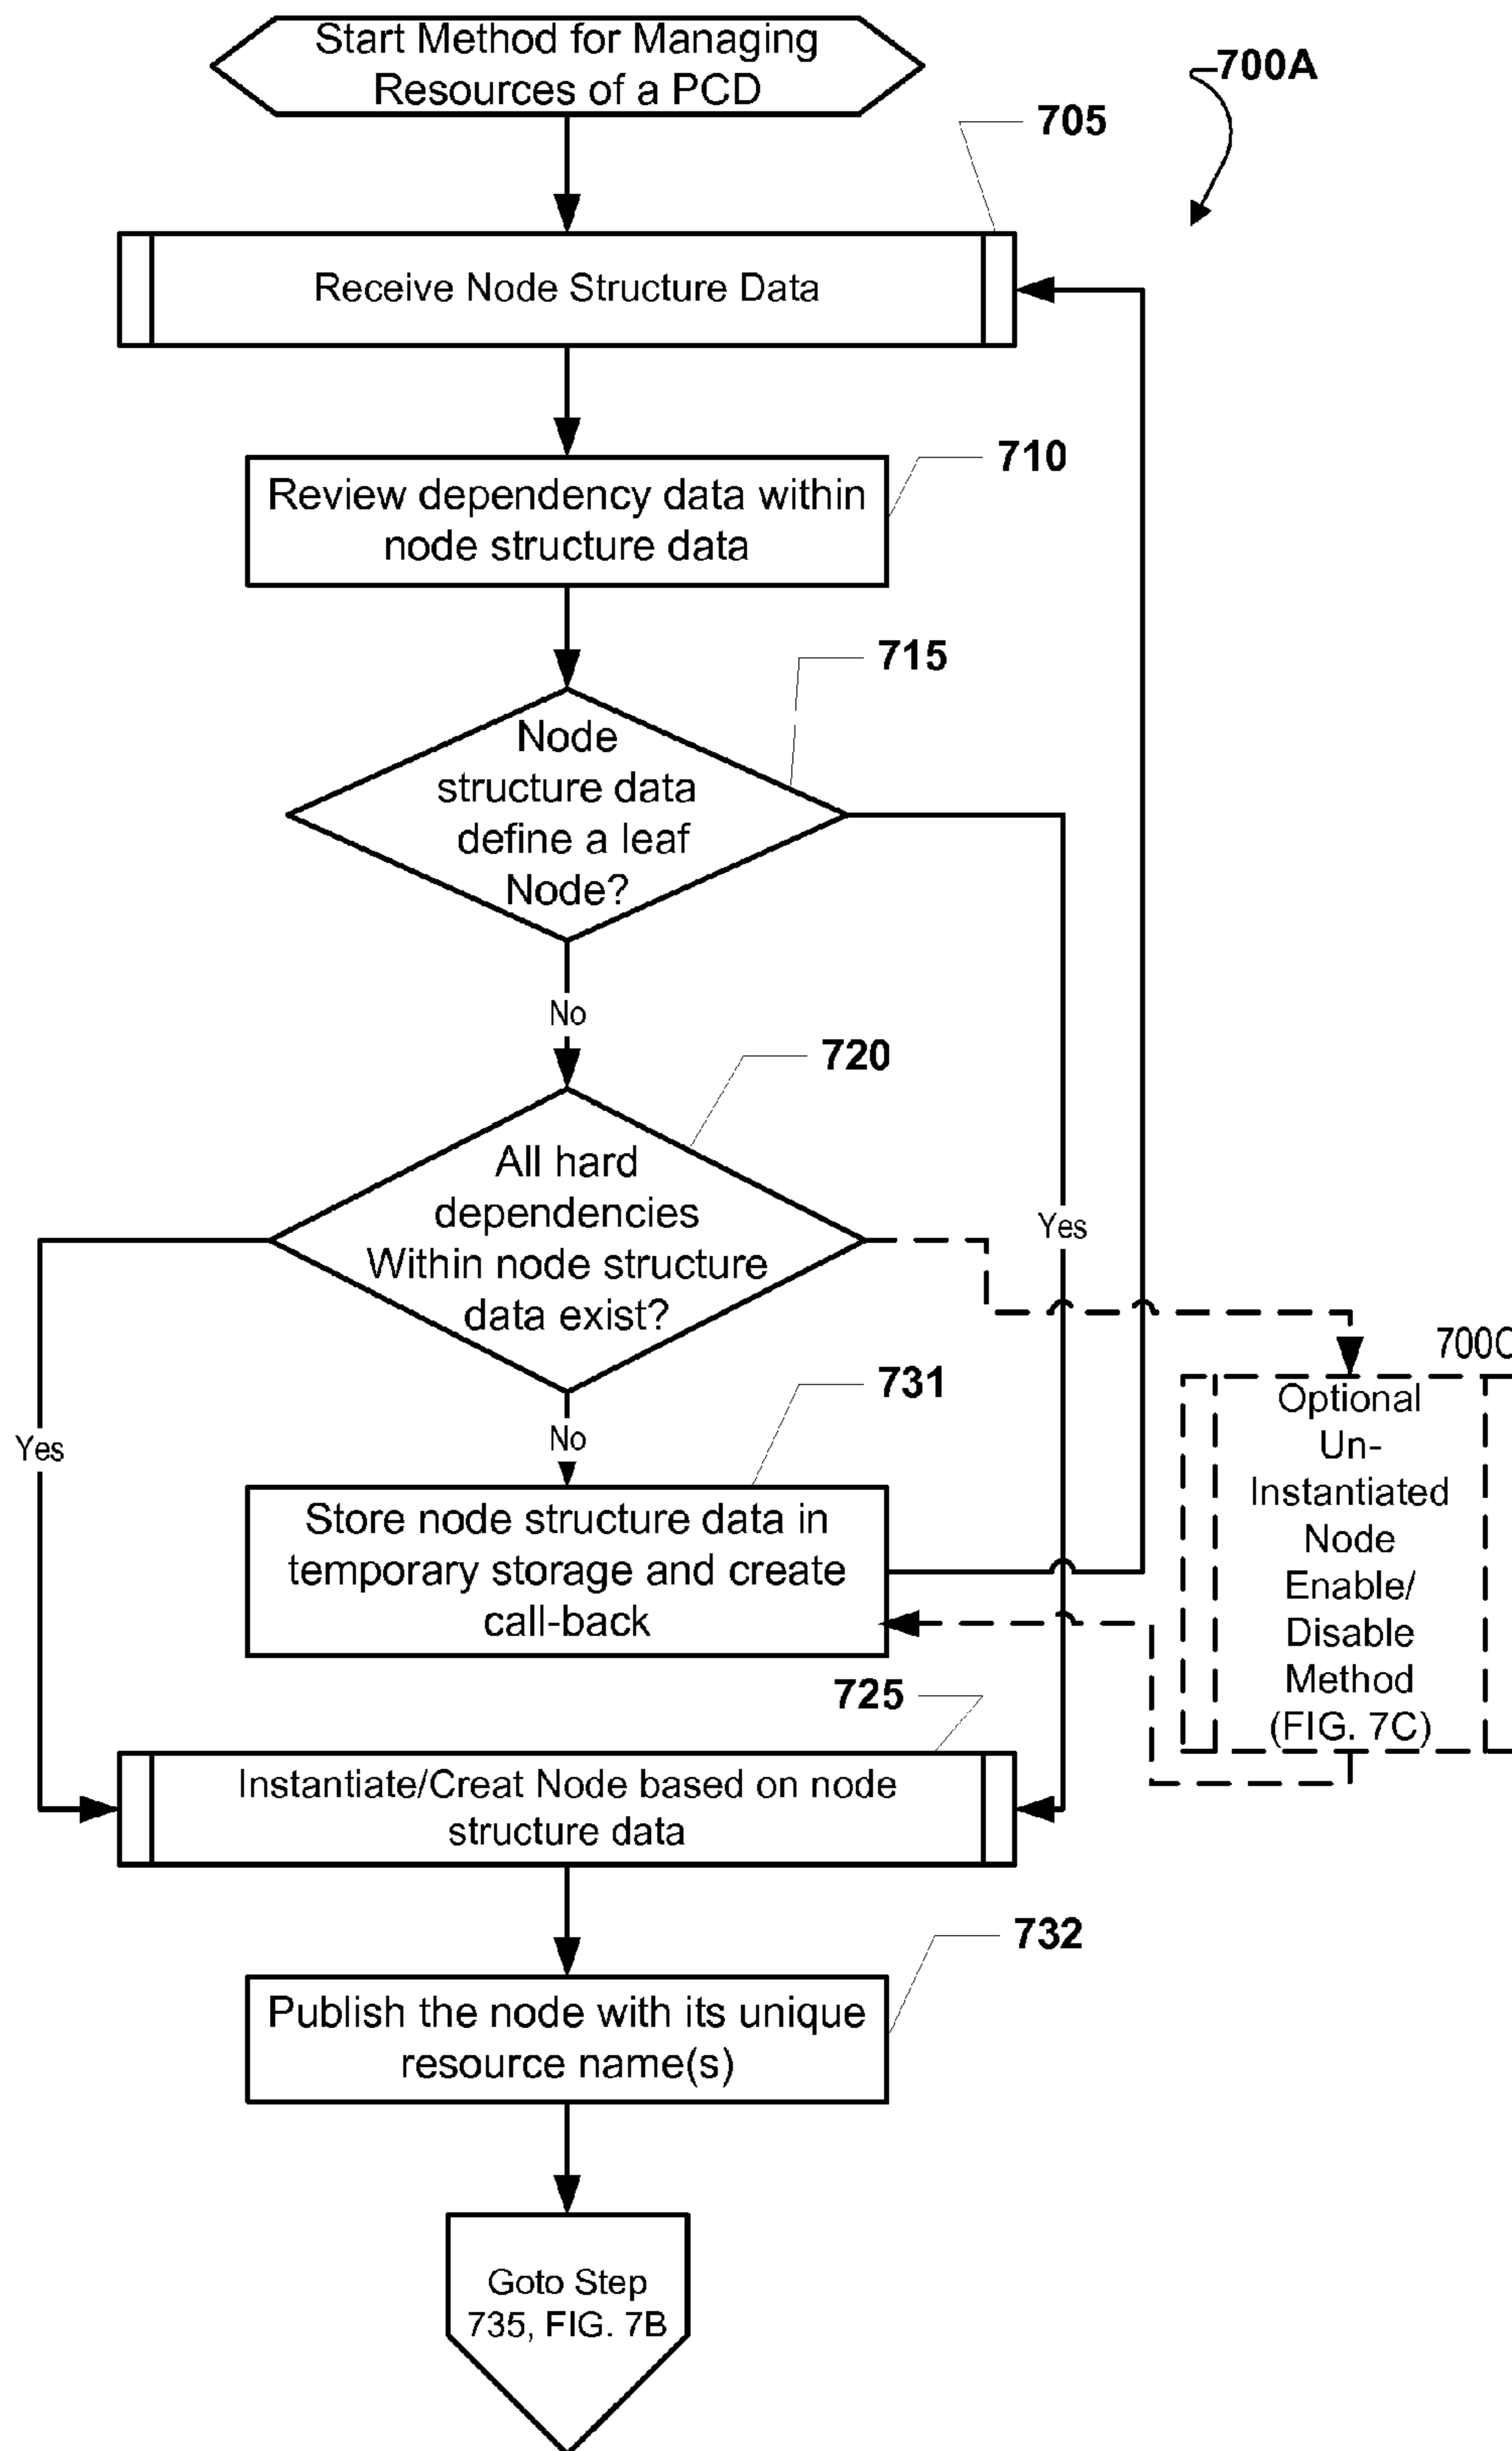 Start Method for Managing
Resources of a PCD
700A
705
Receive Node Structure Data
710
Review dependency data within
node structure data
715
Node
structure data
define a leaf
Node?
No
720
All hard
dependencies
Within node structure
data exist?
Yes
Yes
No
731
Store node structure data in
temporary storage and create
call-back
700C
Optional
Un-
Instantiated
Node
Enable/
Disable
Method
(FIG. 7C)
725
Instantiate/Creat Node based on node
structure data
732
Publish the node with its unique
resource name(s)
Goto Step
735, FIG. 7B